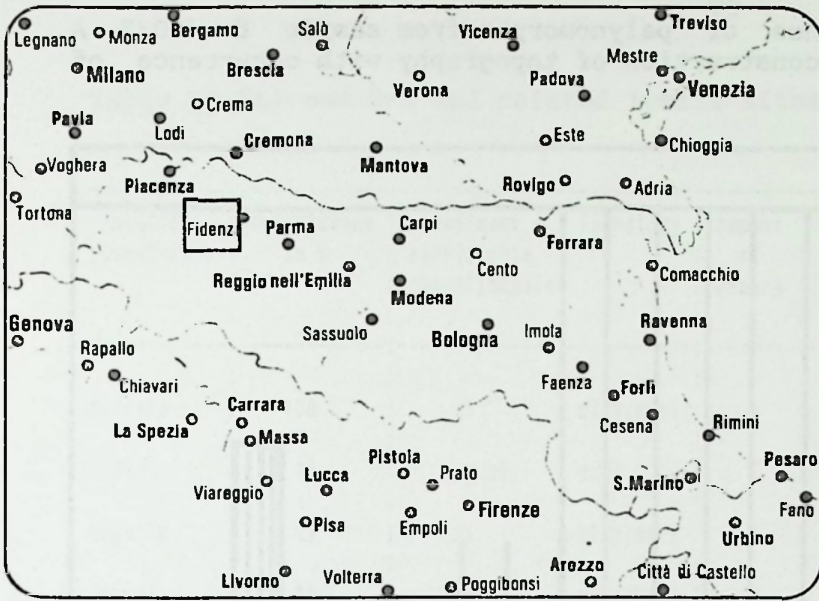 Legnano
Monza
Bergamo
Salò
Vicenza
Treviso
Milano
Brescia
Verona
Mestre
Padova
Venezia
Crema
Pavia
Lodi
Cremona
Este
Chioggia
Voghera
Piacenza
Mantova
Rovigo
Adria
Tortona
Fidenz
Parma
Carpi
Ferrara
Cento
Comacchio
Reggio nell'Emilia
Modena
Genova
Sassuolo
Bologna
Imola
Ravenna
Rapallo
Chiavari
Faenza
Forlì
Cesena
Rimini
La Spezia
Carrara
Massa
Pistoia
Prato
S.Marino
Pesaro
Viareggio
Lucca
Firenze
Fano
Pisa
Empoli
Urbino
Livorno
Volterra
Poggibonsi
Arezzo
Città di Castello